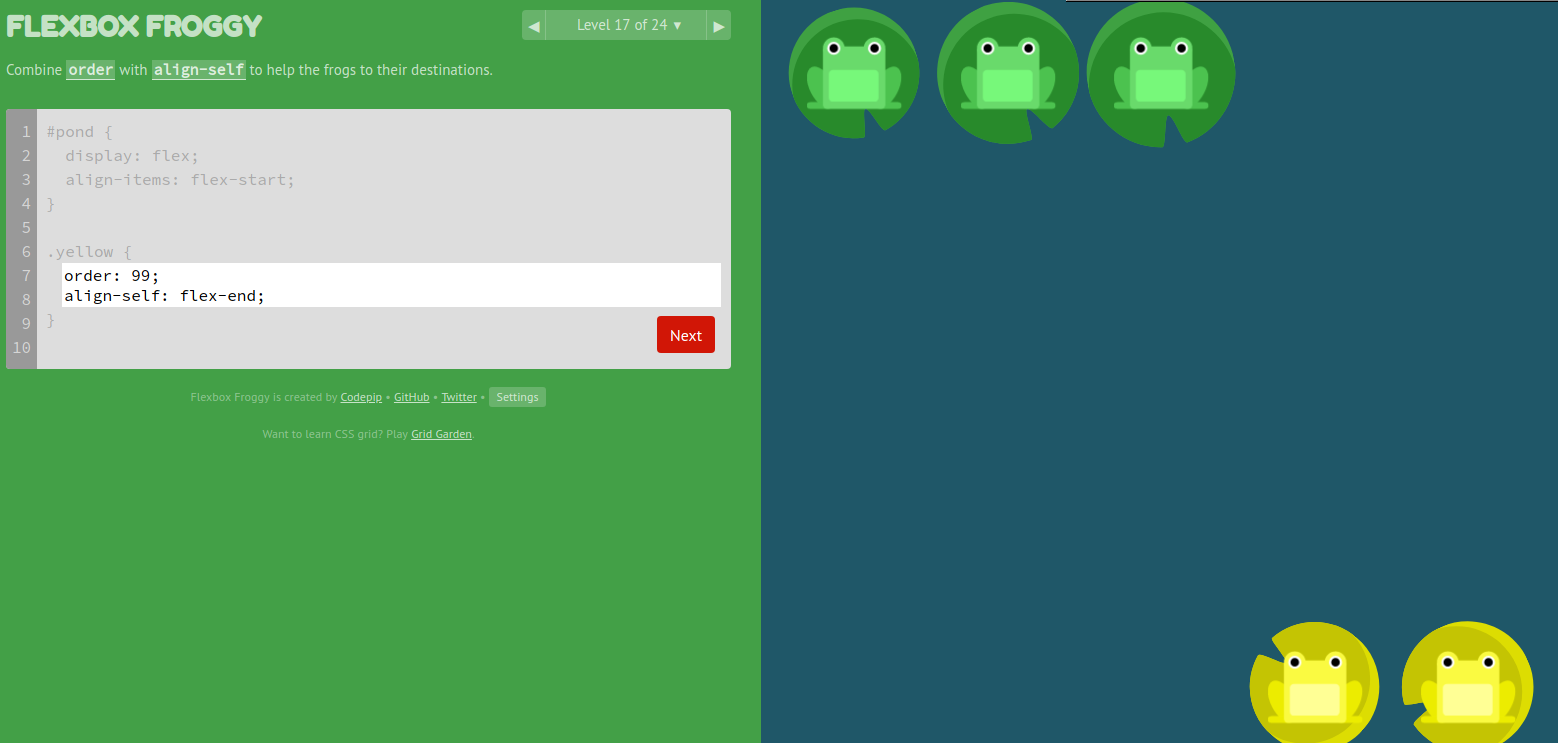 FLEXBOX FROGGY
◀ Level 17 of 24 ▾ ▶
Combine order with align-self to help the frogs to their destinations.
1 #pond {
2 display: flex;
3 align-items: flex-start;
4 }
5
6 .yellow {
7 order: 99;
8 align-self: flex-end;
9 }
10
Next
Flexbox Froggy is created by Codepip • GitHub • Twitter • Settings
Want to learn CSS grid? Play Grid Garden.